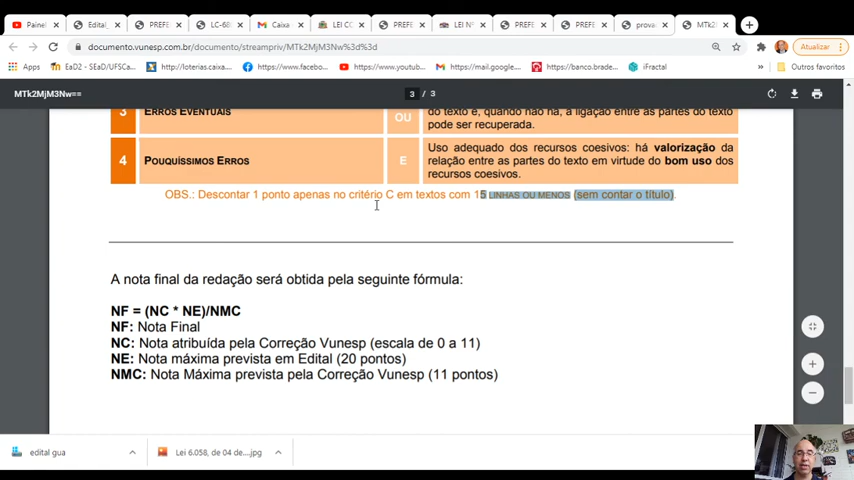 Painel
Edital_
PREFE
LC-68
Caixa
LEI CO
PREFE
LEI Nº
PREFE
PREFE
prova
MTk2
documento.vunesp.com.br/documento/streampriv/MTk2MjM3Nw%3d%3d
Atualizar
Apps
EaD2 - SEaD/UFSCa...
http://loterias.caixa...
https://www.facebo...
https://www.youtub...
https://mail.google....
https://banco.brade...
iFractal
»
Outros favoritos
MTk2MjM3Nw==
3 / 3
3
ERROS EVENTUAIS
OU
do texto e, quando não há, a ligação entre as partes do texto
pode ser recuperada.
4
POUQUÍSSIMOS ERROS
E
Uso adequado dos recursos coesivos: há valorização da
relação entre as partes do texto em virtude do bom uso dos
recursos coesivos.
OBS.: Descontar 1 ponto apenas no critério C em textos com 15 LINHAS OU MENOS (sem contar o título).
A nota final da redação será obtida pela seguinte fórmula:
NF = (NC * NE)/NMC
NF: Nota Final
NC: Nota atribuída pela Correção Vunesp (escala de 0 a 11)
NE: Nota máxima prevista em Edital (20 pontos)
NMC: Nota Máxima prevista pela Correção Vunesp (11 pontos)
edital gua
Lei 6.058, de 04 de....jpg